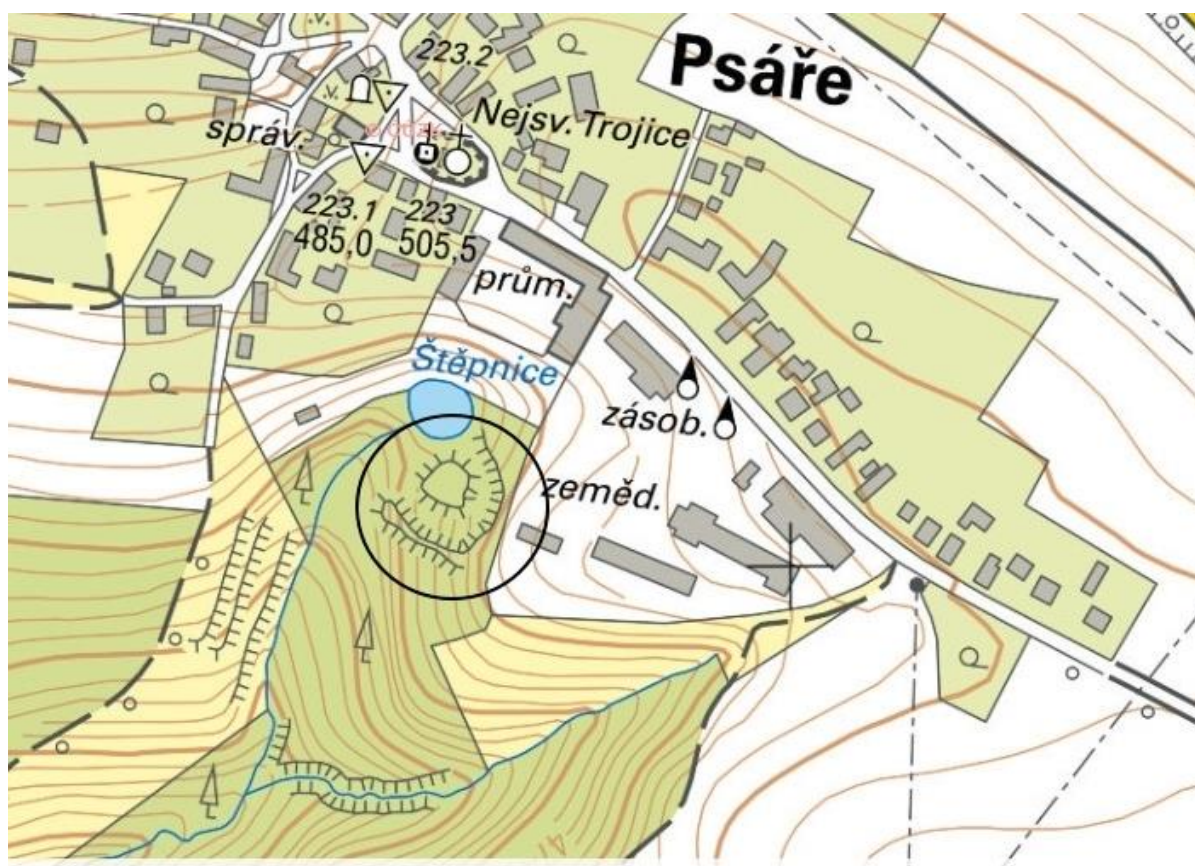 223.2
Psáře
Nejsv. Trojice
správ.
223.1 223
485,0 505,5
prům.
Štěpnice
zásob.
zeměd.